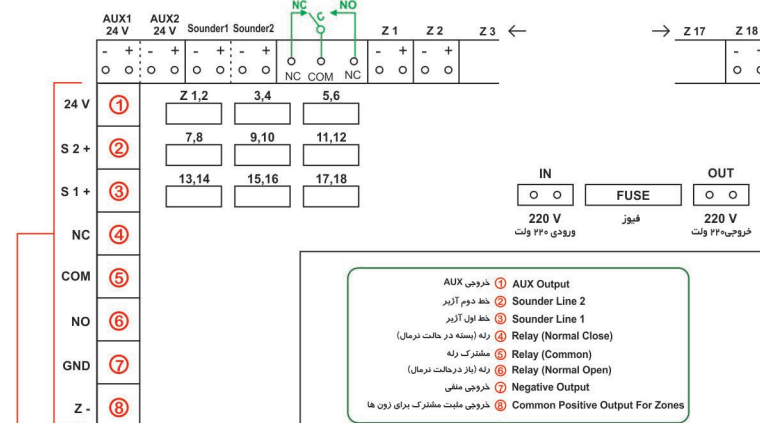 NC NO
C
AUX1 AUX2
24 V 24 V Sounder1 Sounder2 Z 1 Z 2 Z 3 Z 17 Z 18
- + - + - + - + - + - + -
NC COM NC
24 V 1
S 2 + 2
S 1 + 3
NC 4
COM 5
NO 6
GND 7
Z - 8
Z 1,2 3,4 5,6
7,8 9,10 11,12
13,14 15,16 17,18
IN OUT
FUSE
220 V فیوز 220 V
ورودی ۲۲۰ ولت خروجی۲۲۰ ولت
خروجی AUX 1 AUX Output
خط دوم آژیر 2 Sounder Line 2
خط اول آژیر 3 Sounder Line 1
رله (بسته در حالت نرمال) 4 Relay (Normal Close)
مشترک رله 5 Relay (Common)
رله (باز درحالت نرمال) 6 Relay (Normal Open)
خروجی منفی 7 Negative Output
خروجی مثبت مشترک برای زون ها 8 Common Positive Output For Zones